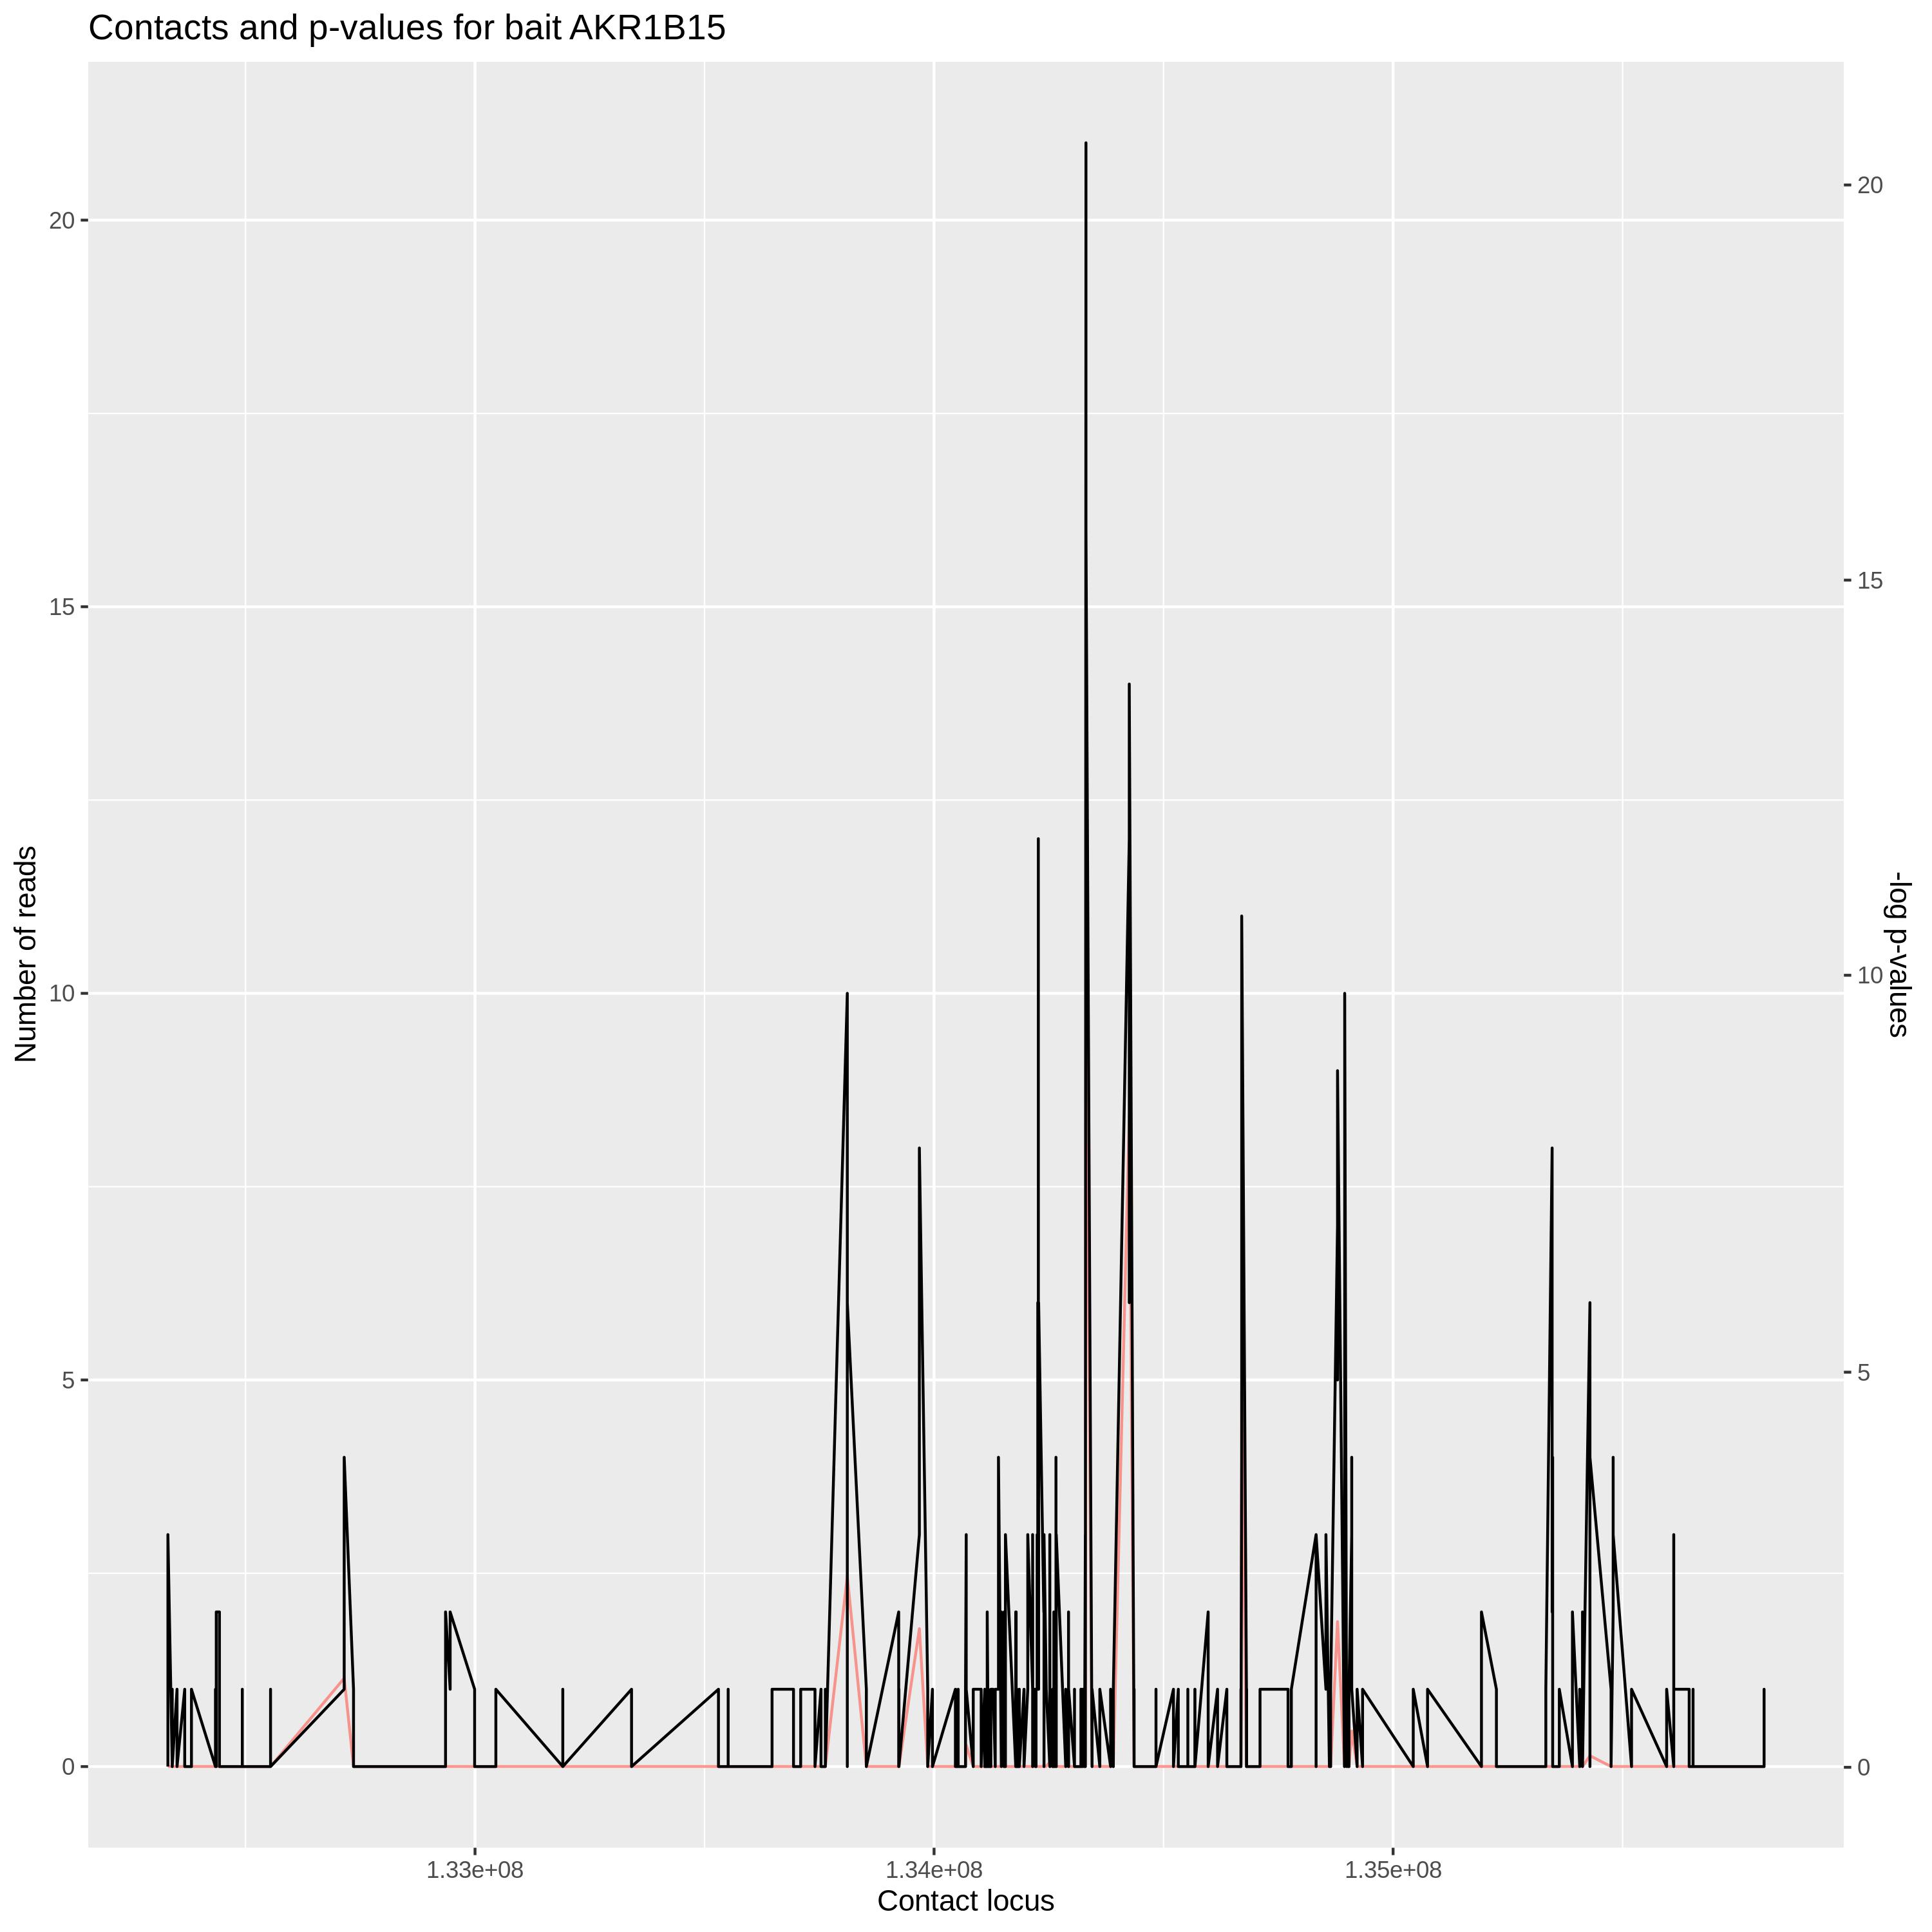 Contacts and p-values for bait AKR1B15
20
15
10
5
0
Number of reads
20
15
10
5
0
-log p-values
1.33e+08
1.34e+08
1.35e+08
Contact locus